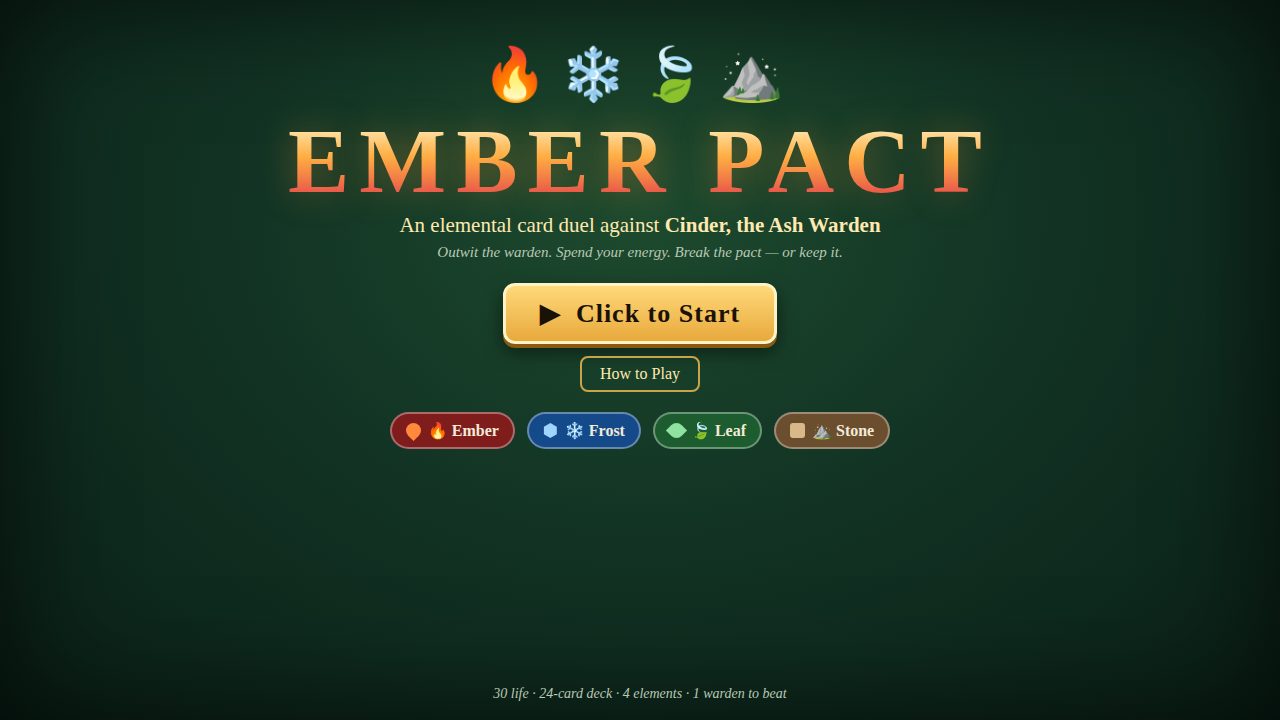 EMBER PACT
An elemental card duel against Cinder, the Ash Warden
Outwit the warden. Spend your energy. Break the pact — or keep it.
▶ Click to Start
How to Play
Ember
Frost
Leaf
Stone
30 life · 24-card deck · 4 elements · 1 warden to beat